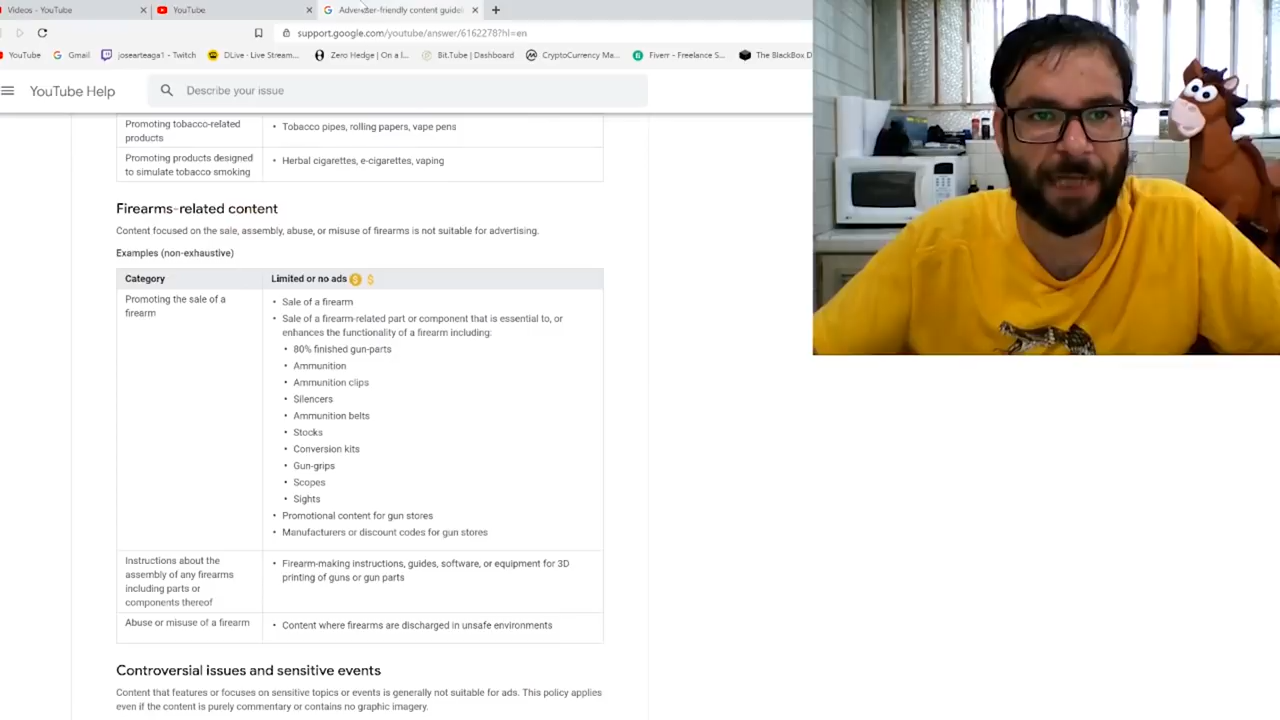 Videos - YouTube
YouTube
Advertiser-friendly content guideli
support.google.com/youtube/answer/6162278?hl=en
YouTube
Gmail
josearteaga1 - Twitch
DLive · Live Stream...
Zero Hedge | On a l...
Bit.Tube | Dashboard
CryptoCurrency Ma...
Fiverr - Freelance S...
The BlackBox D
YouTube Help
Describe your issue
Promoting tobacco-related
products
• Tobacco pipes, rolling papers, vape pens
Promoting products designed
to simulate tobacco smoking
• Herbal cigarettes, e-cigarettes, vaping
Firearms-related content
Content focused on the sale, assembly, abuse, or misuse of firearms is not suitable for advertising.
Examples (non-exhaustive)
Category
Limited or no ads
Promoting the sale of a
firearm
• Sale of a firearm
• Sale of a firearm-related part or component that is essential to, or
enhances the functionality of a firearm including:
• 80% finished gun-parts
• Ammunition
• Ammunition clips
• Silencers
• Ammunition belts
• Stocks
• Conversion kits
• Gun-grips
• Scopes
• Sights
• Promotional content for gun stores
• Manufacturers or discount codes for gun stores
Instructions about the
assembly of any firearms
including parts or
components thereof
• Firearm-making instructions, guides, software, or equipment for 3D
printing of guns or gun parts
Abuse or misuse of a firearm
• Content where firearms are discharged in unsafe environments
Controversial issues and sensitive events
Content that features or focuses on sensitive topics or events is generally not suitable for ads. This policy applies
even if the content is purely commentary or contains no graphic imagery.